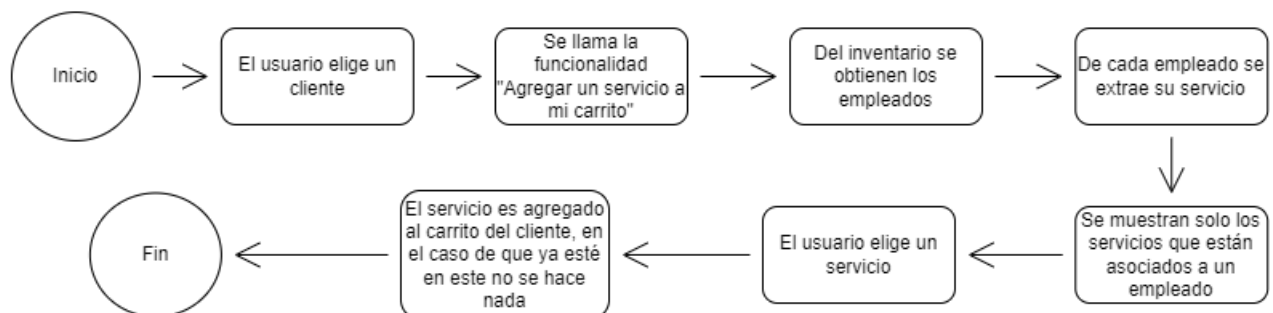 Inicio
El usuario elige un
cliente
Se llama la
funcionalidad
"Agregar un servicio a
mi carrito"
Del inventario se
obtienen los
empleados
De cada empleado se
extrae su servicio
Se muestran solo los
servicios que están
asociados a un
empleado
El usuario elige un
servicio
El servicio es agregado
al carrito del cliente, en
el caso de que ya esté
en este no se hace
nada
Fin